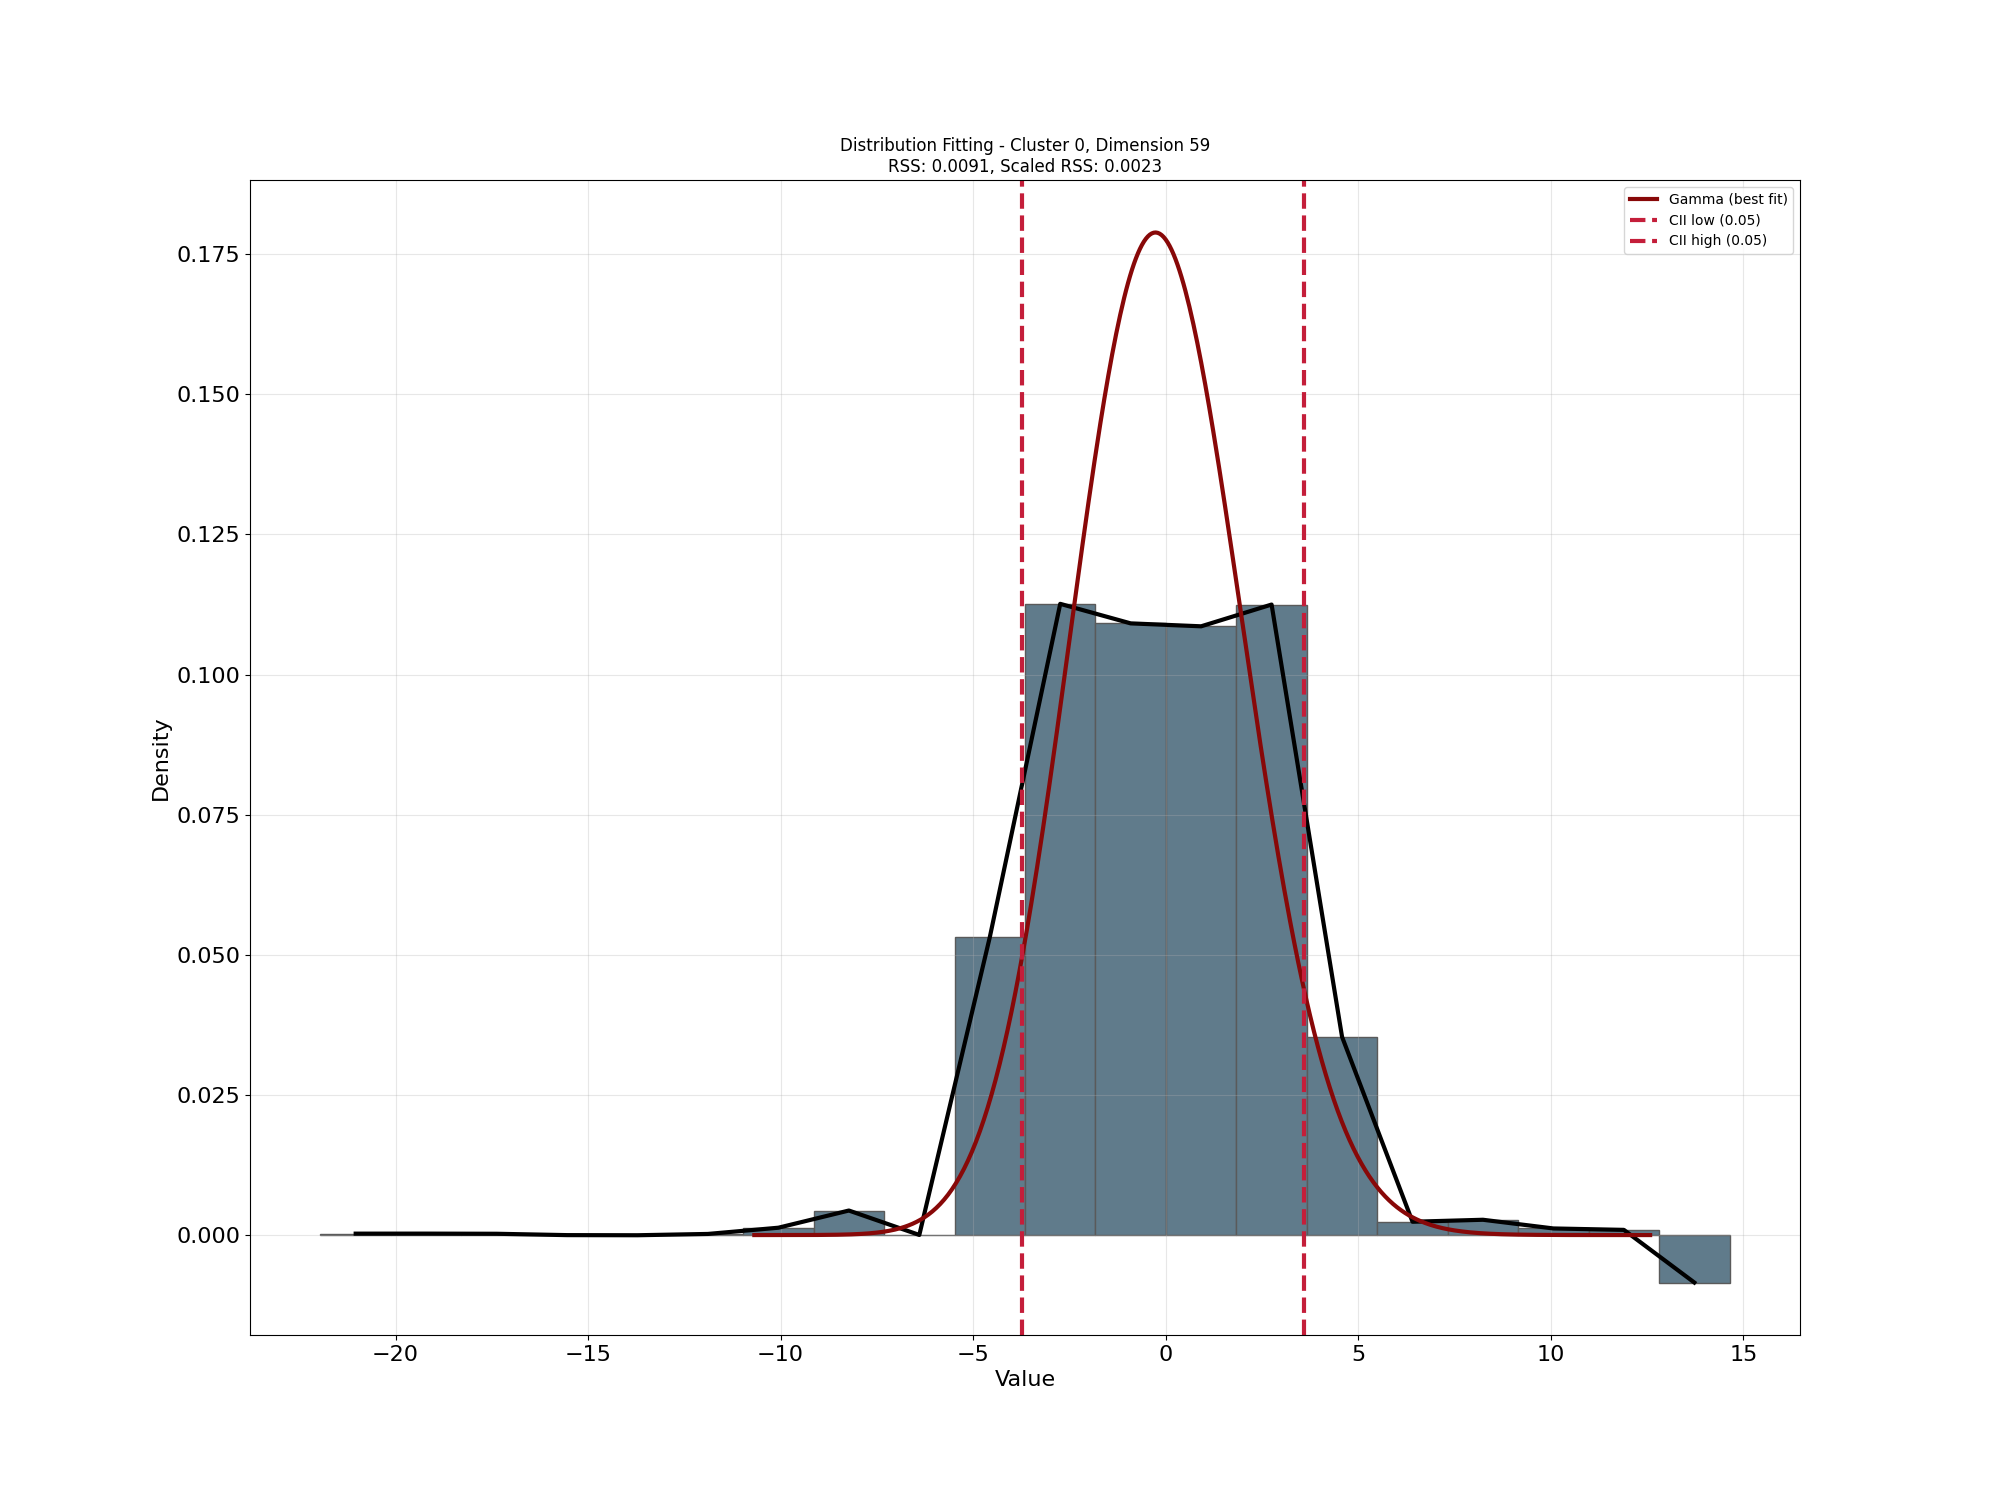 Distribution Fitting - Cluster 0, Dimension 59
RSS: 0.0091, Scaled RSS: 0.0023
Gamma (best fit)
CII low (0.05)
CII high (0.05)
0.175
0.150
0.125
0.100
0.075
0.050
0.025
0.000
Density
−20
−15
−10
−5
0
5
10
15
Value